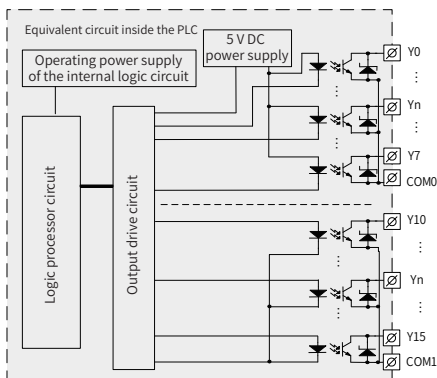 Equivalent circuit inside the PLC
5 V DC
power supply
Operating power supply
of the internal logic circuit
Logic processor circuit
Output drive circuit
Y0
Yn
Y7
COM0
Y10
Yn
Y15
COM1